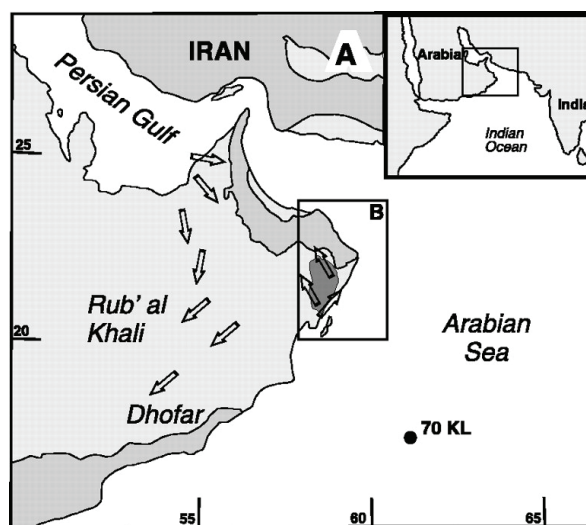 IRAN
A
Persian Gulf
25
B
Rub' al
Khali
20
Arabian
Sea
Dhofar
70 KL
55
60
65
Arabia
India
Indian
Ocean